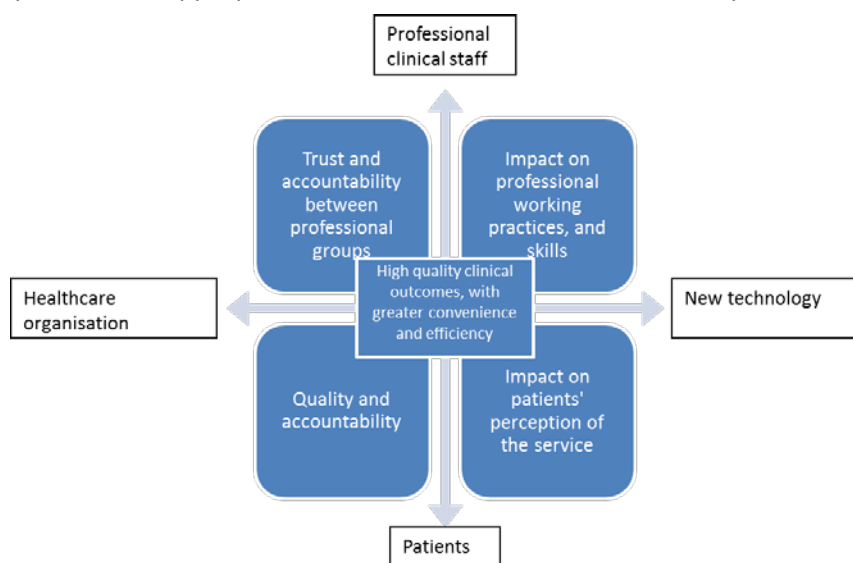 Professional
clinical staff
Trust and
accountability
between
professional
groups
Impact on
professional
working
practices, and
skills
High quality clinical
outcomes, with
greater convenience
and efficiency
Healthcare
organisation
New technology
Quality and
accountability
Impact on
patients'
perception of
the service
Patients